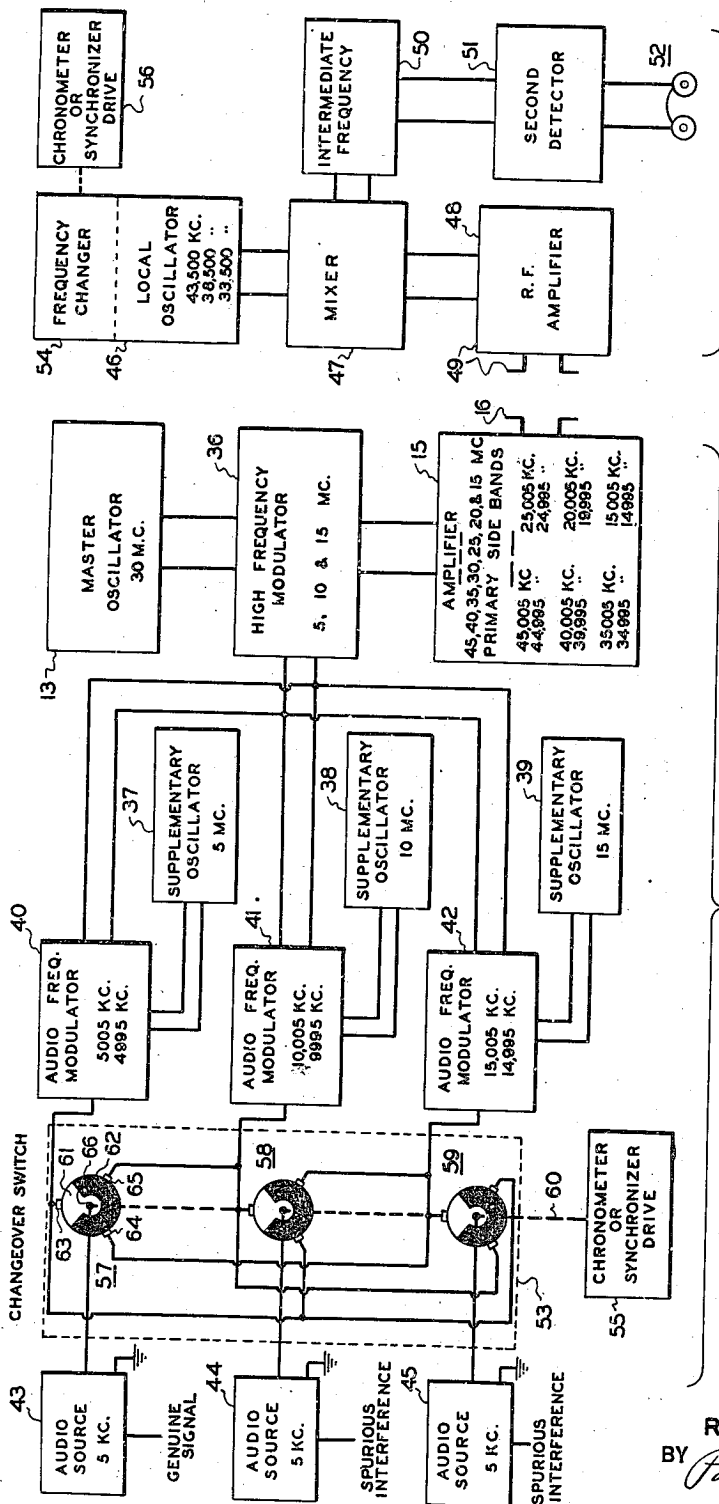 CHANGEOVER SWITCH
43
AUDIO
SOURCE
5 KC.
GENUINE
SIGNAL
44
AUDIO
SOURCE
5 KC.
SPURIOUS
INTERFERENCE
45
AUDIO
SOURCE
5 KC.
SPURIOUS
INTERFERENCE
63
61
66
62
65
64
57
58
59
60
53
CHRONOMETER
OR
SYNCHRONIZER
DRIVE
55
40
AUDIO FREQ.
MODULATOR
5005 KC.
4995 KC.
41
AUDIO FREQ.
MODULATOR
10,005 KC.
9995 KC.
42
AUDIO FREQ.
MODULATOR
15,005 KC.
14,995 KC.
37
SUPPLEMENTARY
OSCILLATOR
5 MC.
38
SUPPLEMENTARY
OSCILLATOR
10 MC.
39
SUPPLEMENTARY
OSCILLATOR
15 MC.
13
MASTER
OSCILLATOR
30 M.C.
36
HIGH FREQUENCY
MODULATOR
5, 10 & 15 MC.
15
AMPLIFIER
45,40,35,30,25,20,& 15 MC
PRIMARY SIDE BANDS
45,005 KC 25,005 KC.
44,995 " 24,995 "
40,005 KC. 20,005 KC.
39,995 " 19,995 "
35005 KC. 15005 KC.
34995 " 14995 "
16
54
FREQUENCY
CHANGER
46
LOCAL
OSCILLATOR
43,500 KC.
38,500 "
33,500 "
CHRONOMETER
OR
SYNCHRONIZER
DRIVE
56
47
MIXER
INTERMEDIATE
FREQUENCY
50
49
R.F.
AMPLIFIER
48
SECOND
DETECTOR
51
52
BY